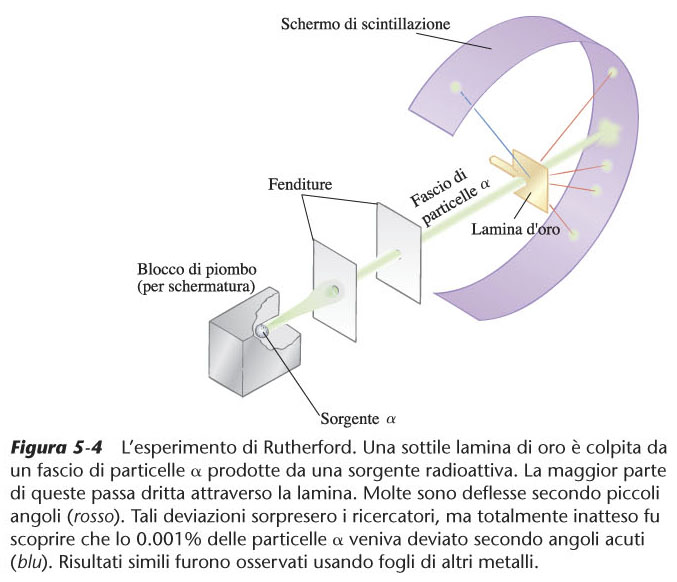 Schermo di scintillazione
Fenditure
Fascio di
particelle α
Lamina d'oro
Blocco di piombo
(per schermatura)
Sorgente α
Figura 5-4 L'esperimento di Rutherford. Una sottile lamina di oro è colpita da
un fascio di particelle α prodotte da una sorgente radioattiva. La maggior parte
di queste passa dritta attraverso la lamina. Molte sono deflesse secondo piccoli
angoli (rosso). Tali deviazioni sorpresero i ricercatori, ma totalmente inatteso fu
scoprire che lo 0.001% delle particelle α veniva deviato secondo angoli acuti
(blu). Risultati simili furono osservati usando fogli di altri metalli.